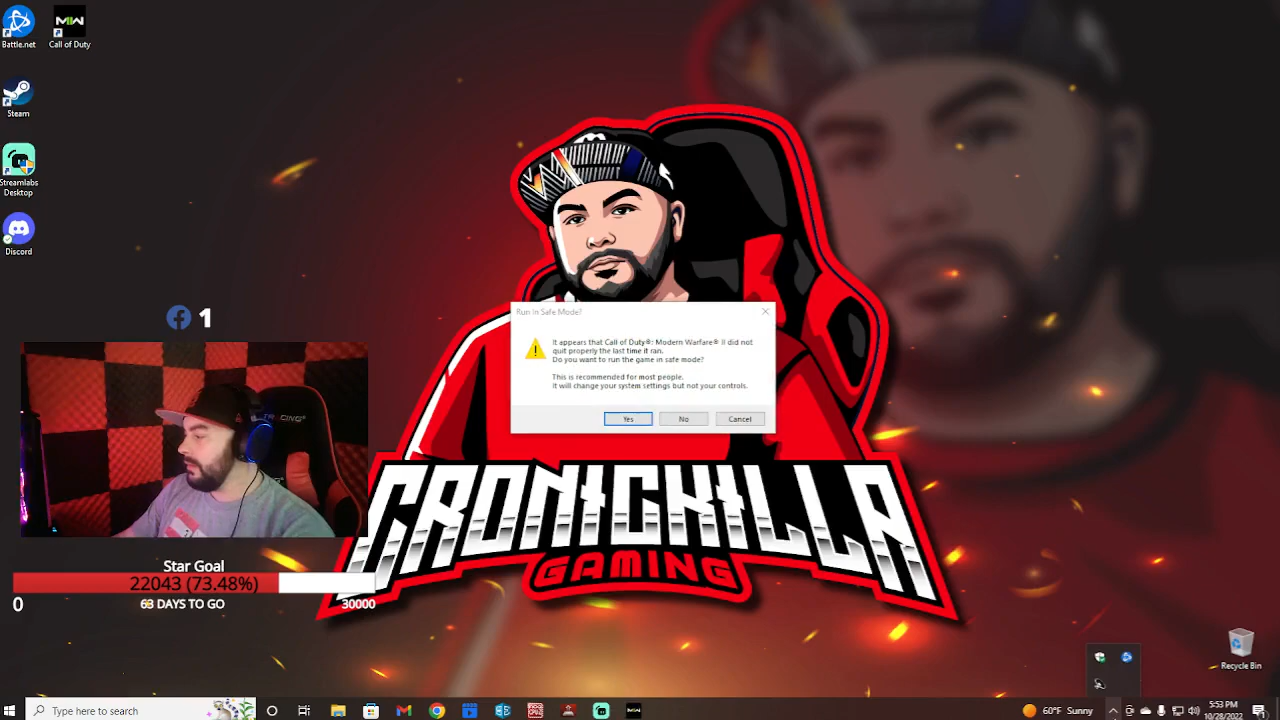 Battle.net
Call of Duty
MW
Steam
Streamlabs
Desktop
Discord
1
Run in Safe Mode?
It appears that Call of Duty®: Modern Warfare® II did not
quit properly the last time it ran.
Do you want to run the game in safe mode?
This is recommended for most people.
It will change your system settings but not your controls.
Yes
No
Cancel
CRONICKILLA
GAMING
Star Goal
22043 (73.48%)
0
63 DAYS TO GO
30000
Recycle Bin
Type here to search
60°F Sunny
5:53 PM